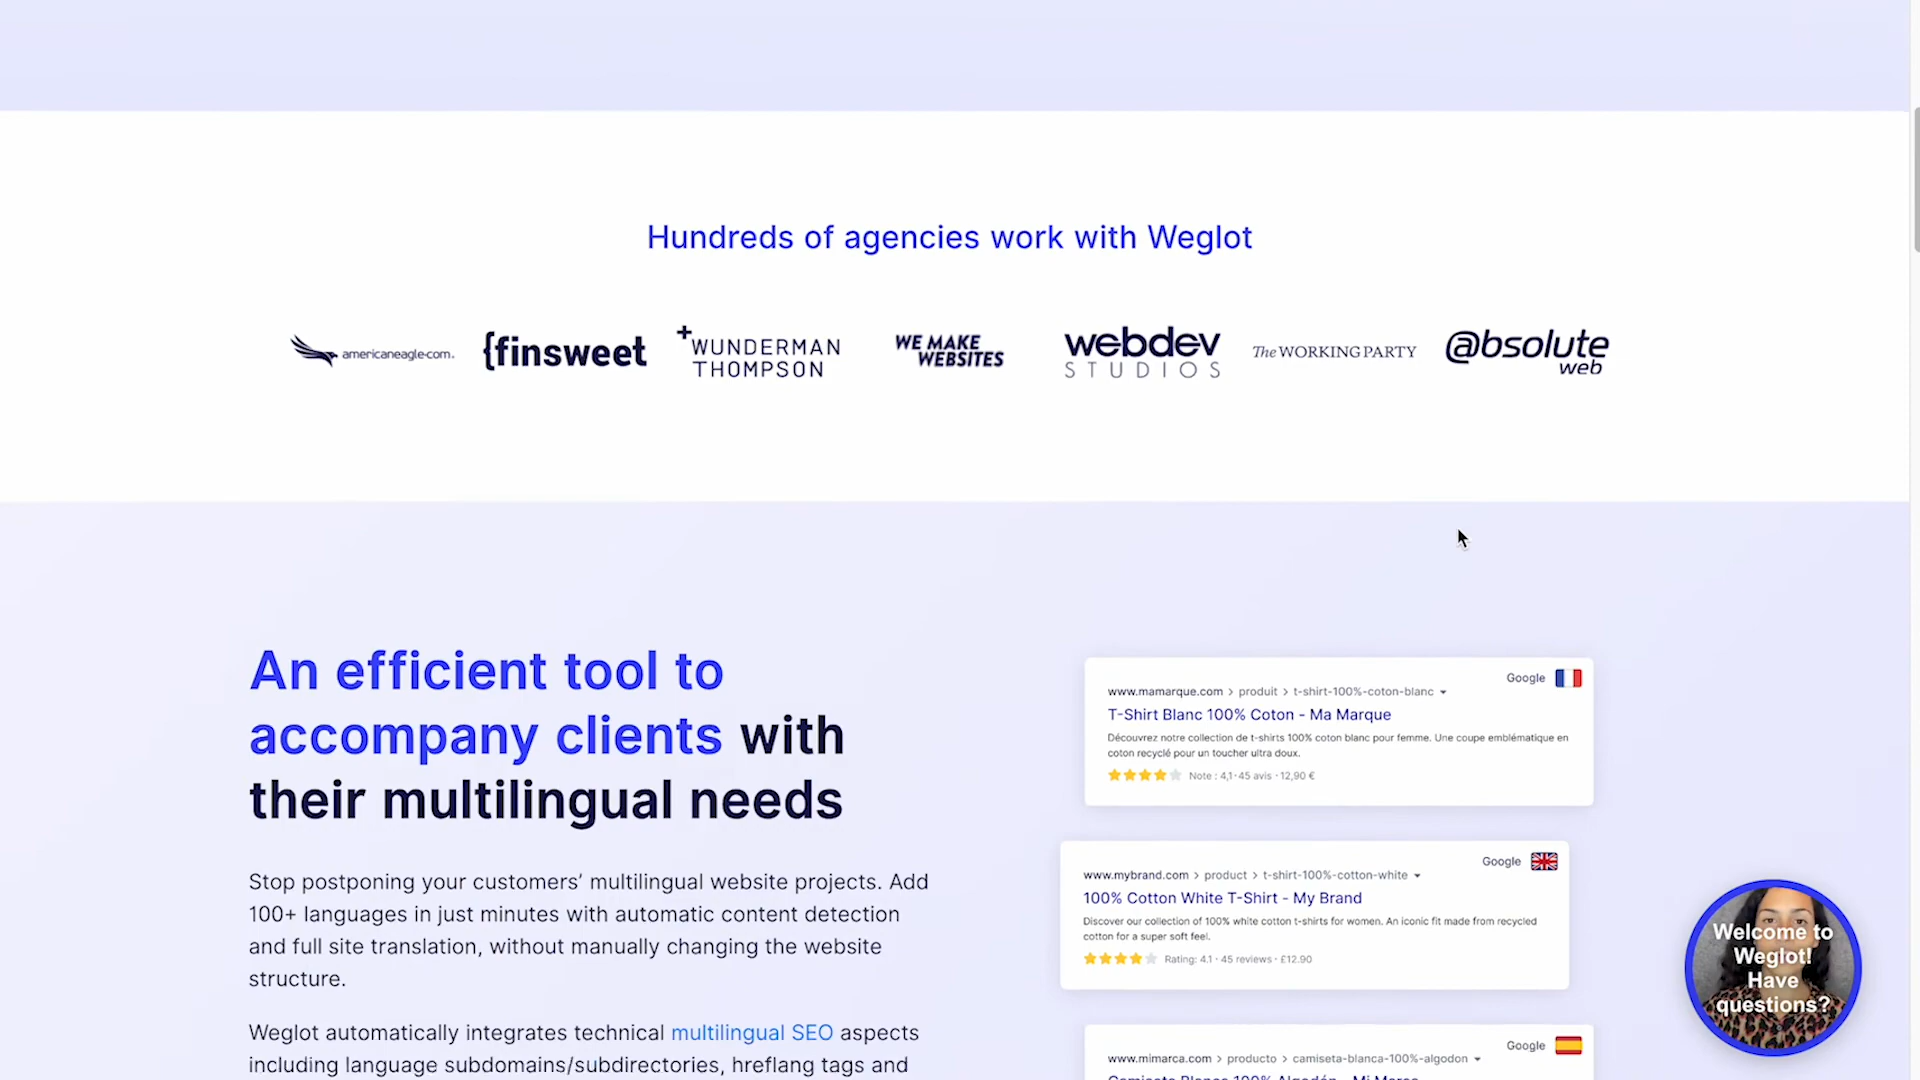 Hundreds of agencies work with Weglot
americaneagle.com.
{finsweet
WUNDERMAN
THOMPSON
WE MAKE
WEBSITES
webdev
STUDIOS
The WORKING PARTY
@bsolute
web
An efficient tool to
accompany clients with
their multilingual needs
Stop postponing your customers’ multilingual website projects. Add
100+ languages in just minutes with automatic content detection
and full site translation, without manually changing the website
structure.
Weglot automatically integrates technical multilingual SEO aspects
including language subdomains/subdirectories, hreflang tags and
Google
www.mamarque.com > produit > t-shirt-100%-coton-blanc
T-Shirt Blanc 100% Coton - Ma Marque
Découvrez notre collection de t-shirts 100% coton blanc pour femme. Une coupe emblématique en
coton recyclé pour un toucher ultra doux.
Note : 4,1 · 45 avis · 12,90 €
Google
www.mybrand.com > product > t-shirt-100%-cotton-white
100% Cotton White T-Shirt - My Brand
Discover our collection of 100% white cotton t-shirts for women. An iconic fit made from recycled
cotton for a super soft feel.
Rating: 4.1 · 45 reviews · £12.90
Google
www.mimarca.com > producto > camiseta-blanca-100%-algodon
Camiseta Blanca 100% Algodón - Mi Marca
Welcome to
Weglot!
Have
questions?